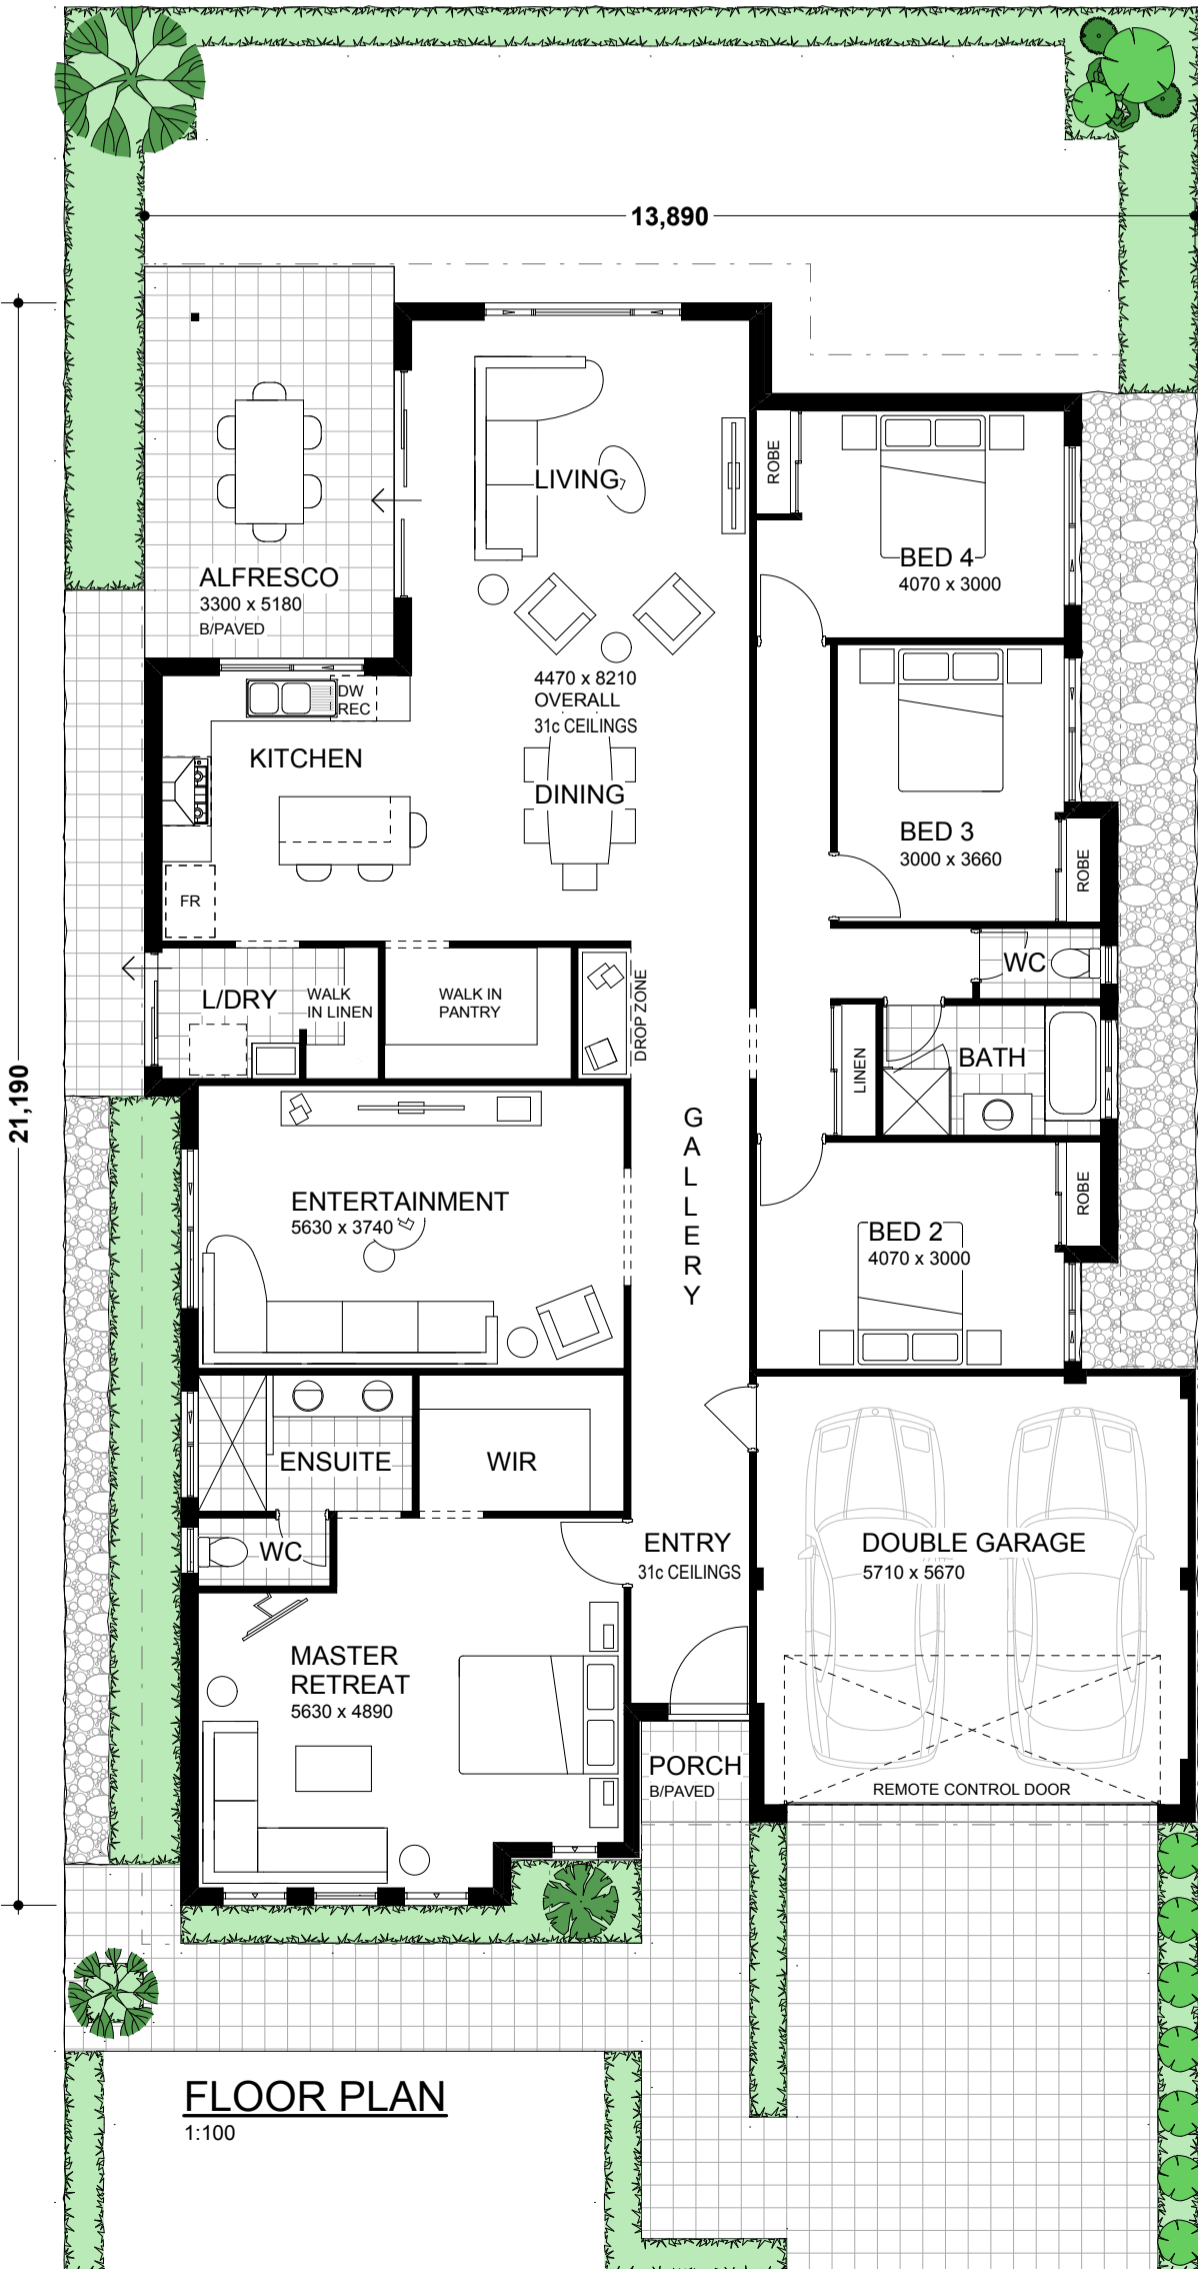 13,890
21,190
LIVING
ROBE
BED 4
4070 x 3000
ALFRESCO
3300 x 5180
B/PAVED
4470 x 8210
OVERALL
31c CEILINGS
DW
REC
KITCHEN
DINING
BED 3
3000 x 3660
ROBE
FR
L/DRY
WALK
IN LINEN
WALK IN
PANTRY
DROP ZONE
WC
LINEN
BATH
GALLERY
ENTERTAINMENT
5630 x 3740
ROBE
BED 2
4070 x 3000
ENSUITE
WIR
WC
ENTRY
31c CEILINGS
DOUBLE GARAGE
5710 x 5670
MASTER
RETREAT
5630 x 4890
PORCH
B/PAVED
REMOTE CONTROL DOOR
FLOOR PLAN
1:100